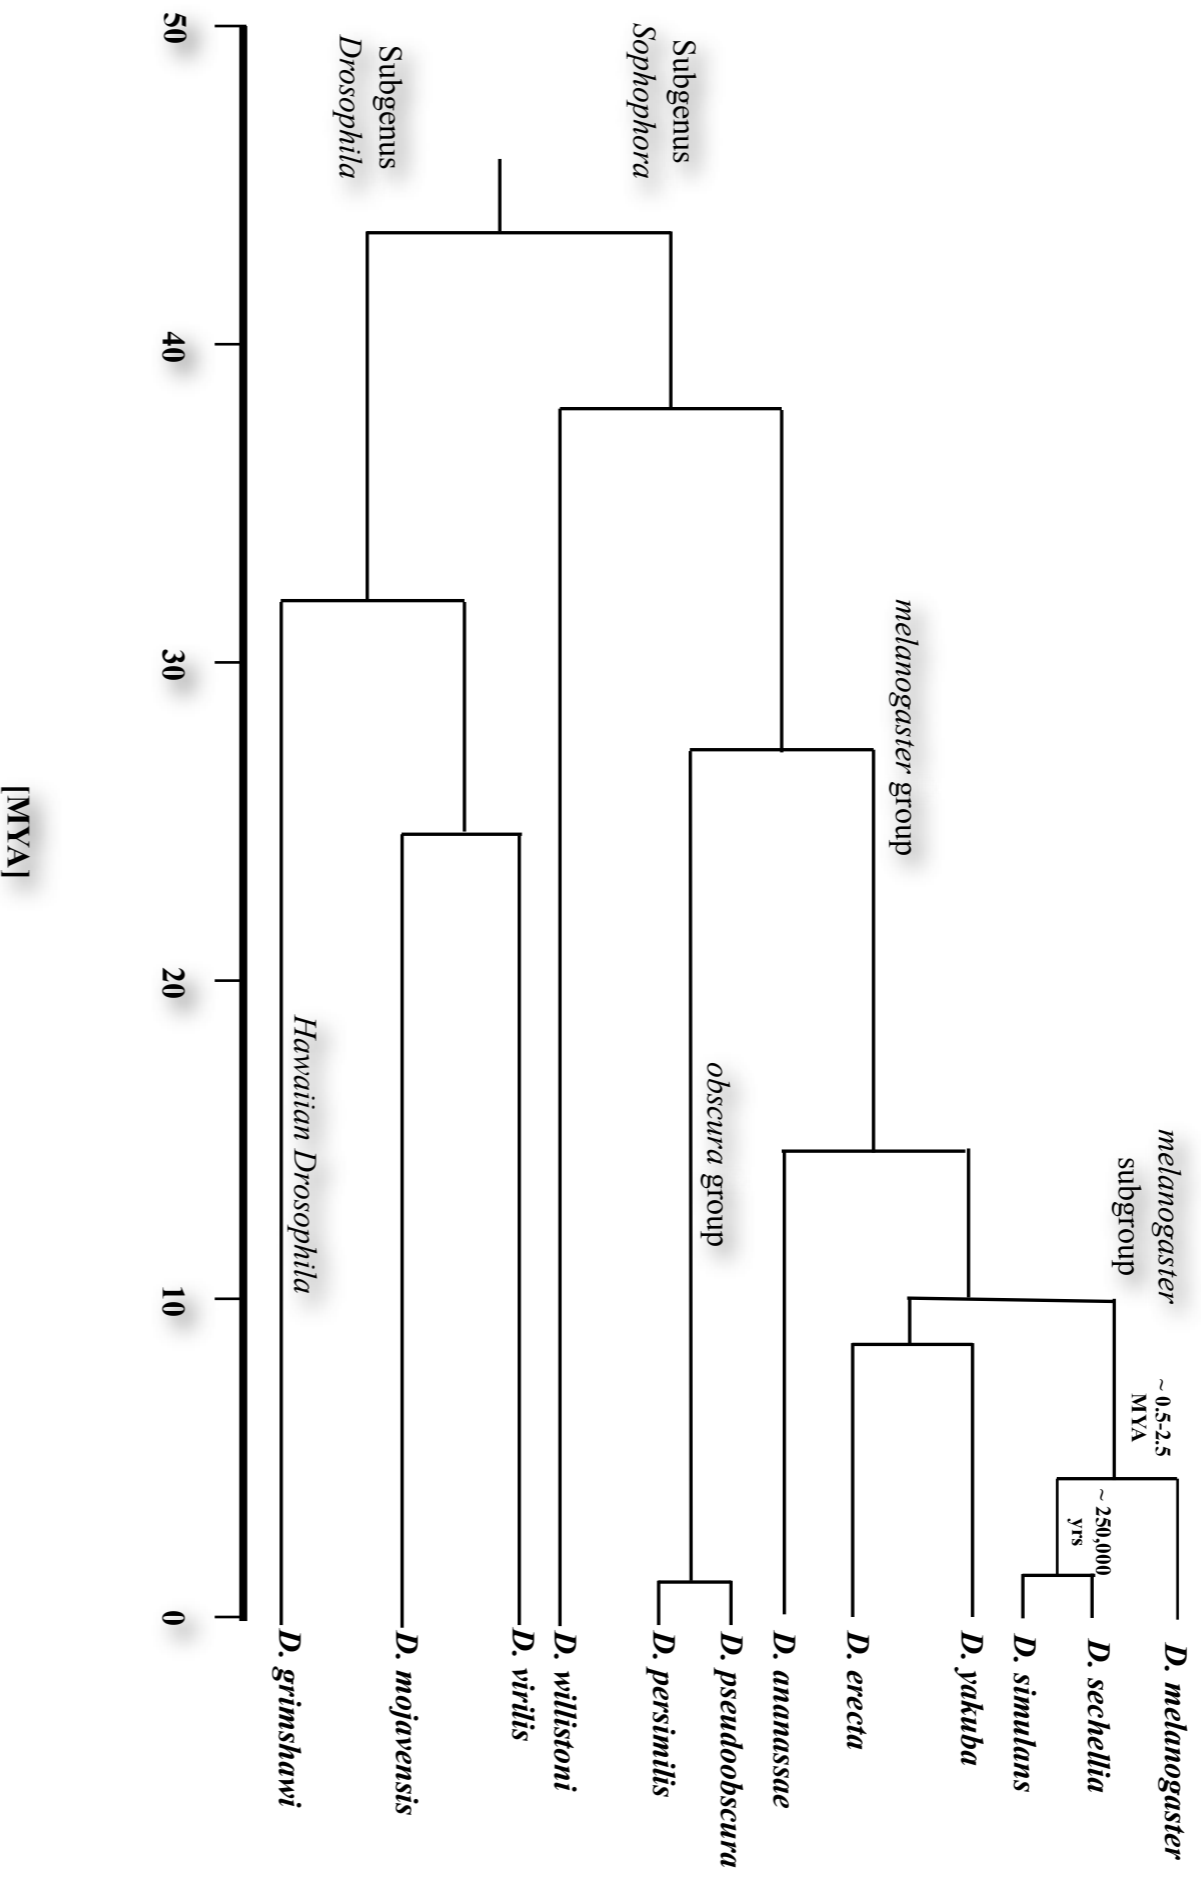 D. melanogaster
D. sechellia
D. simulans
D. yakuba
D. erecta
D. ananassae
D. pseudoobscura
D. persimilis
D. willistoni
D. virilis
D. mojavensis
D. grimshawi
melanogaster
subgroup
~ 0.5-2.5
MYA
~ 250,000
yrs
melanogaster group
obscura group
Subgenus
Sophophora
Subgenus
Drosophila
Hawaiian Drosophila
50
40
30
20
10
0
[MYA]